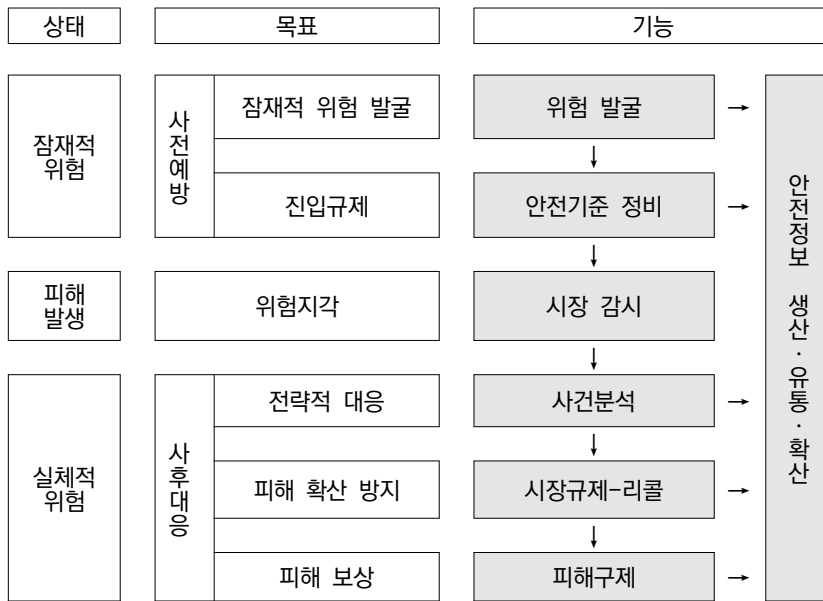 상태
목표
기능
잠재적
위험
사전예방
잠재적 위험 발굴
위험 발굴
→
↓
진입규제
안전기준 정비
→
↓
피해
발생
위험지각
시장 감시
↓
실체적
위험
사후대응
전략적 대응
사건분석
→
↓
피해 확산 방지
시장규제-리콜
→
↓
피해 보상
피해구제
→
안전정보 생산·유통·확산